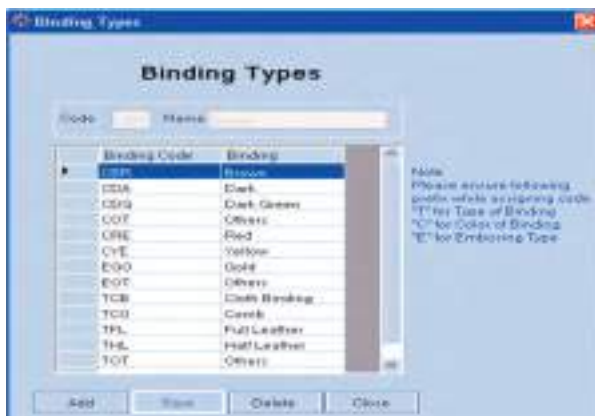 Binding Types
Binding Types
Code Name
Binding Code Binding
CBR Brown
CDA Dark
CDG Dark Green
COT Others
CRE Red
CYE Yellow
EGO Gold
EOT Others
TCB Cloth Binding
TCO Comb
TFL Full Leather
THL Half Leather
TOT Others
Note
Please ensure following
prefix while assigning code
"T" for Type of Binding
"C" for Color of Binding
"E" for Embossing Type
Add Save Delete Close